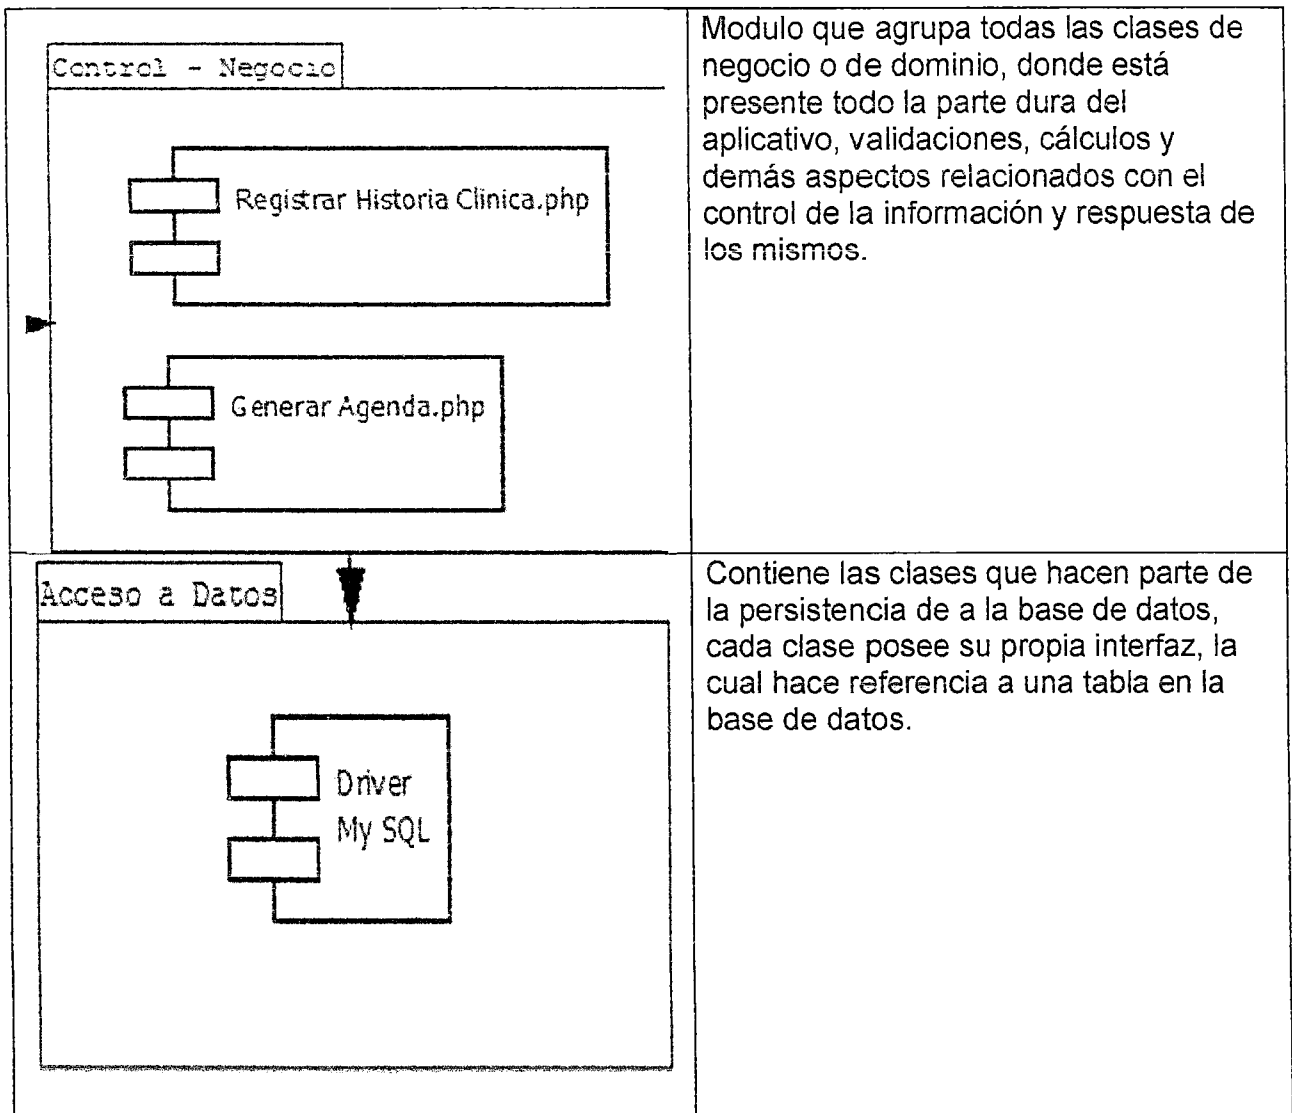 Control - Negocio
Registrar Historia Clinica.php
Generar Agenda.php
Modulo que agrupa todas las clases de
negocio o de dominio, donde está
presente todo la parte dura del
aplicativo, validaciones, cálculos y
demás aspectos relacionados con el
control de la información y respuesta de
los mismos.
Acceso a Datos
Driver
My SQL
Contiene las clases que hacen parte de
la persistencia de a la base de datos,
cada clase posee su propia interfaz, la
cual hace referencia a una tabla en la
base de datos.